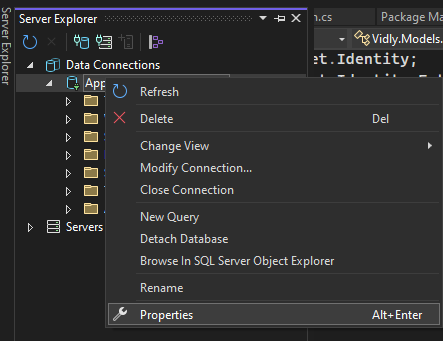 Server Explorer
Server Explorer
n.cs
Package Ma
Vidly.Models.
Data Connections
et.Identity;
App
Refresh
Delete Del
Change View
Modify Connection...
Close Connection
New Query
Detach Database
Browse In SQL Server Object Explorer
Servers
Rename
Properties Alt+Enter